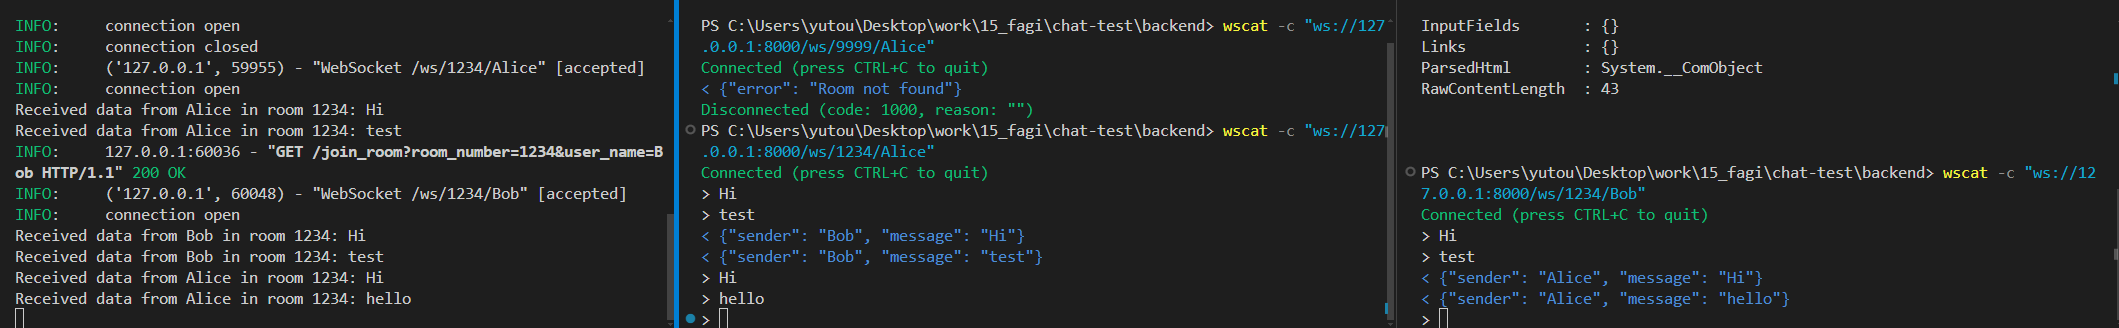 INFO:     connection open
INFO:     connection closed
INFO:     ('127.0.0.1', 59955) - "WebSocket /ws/1234/Alice" [accepted]
INFO:     connection open
Received data from Alice in room 1234: Hi
Received data from Alice in room 1234: test
INFO:     127.0.0.1:60036 - "GET /join_room?room_number=1234&user_name=B
ob HTTP/1.1" 200 OK
INFO:     ('127.0.0.1', 60048) - "WebSocket /ws/1234/Bob" [accepted]
INFO:     connection open
Received data from Bob in room 1234: Hi
Received data from Bob in room 1234: test
Received data from Alice in room 1234: Hi
Received data from Alice in room 1234: hello
PS C:\Users\yutou\Desktop\work\15_fagi\chat-test\backend> wscat -c "ws://127
.0.0.1:8000/ws/9999/Alice"
Connected (press CTRL+C to quit)
< {"error": "Room not found"}
Disconnected (code: 1000, reason: "")
PS C:\Users\yutou\Desktop\work\15_fagi\chat-test\backend> wscat -c "ws://127
.0.0.1:8000/ws/1234/Alice"
Connected (press CTRL+C to quit)
> Hi
> test
< {"sender": "Bob", "message": "Hi"}
< {"sender": "Bob", "message": "test"}
> Hi
> hello
>
InputFields       : {}
Links             : {}
ParsedHtml        : System.__ComObject
RawContentLength  : 43
PS C:\Users\yutou\Desktop\work\15_fagi\chat-test\backend> wscat -c "ws://12
7.0.0.1:8000/ws/1234/Bob"
Connected (press CTRL+C to quit)
> Hi
> test
< {"sender": "Alice", "message": "Hi"}
< {"sender": "Alice", "message": "hello"}
>